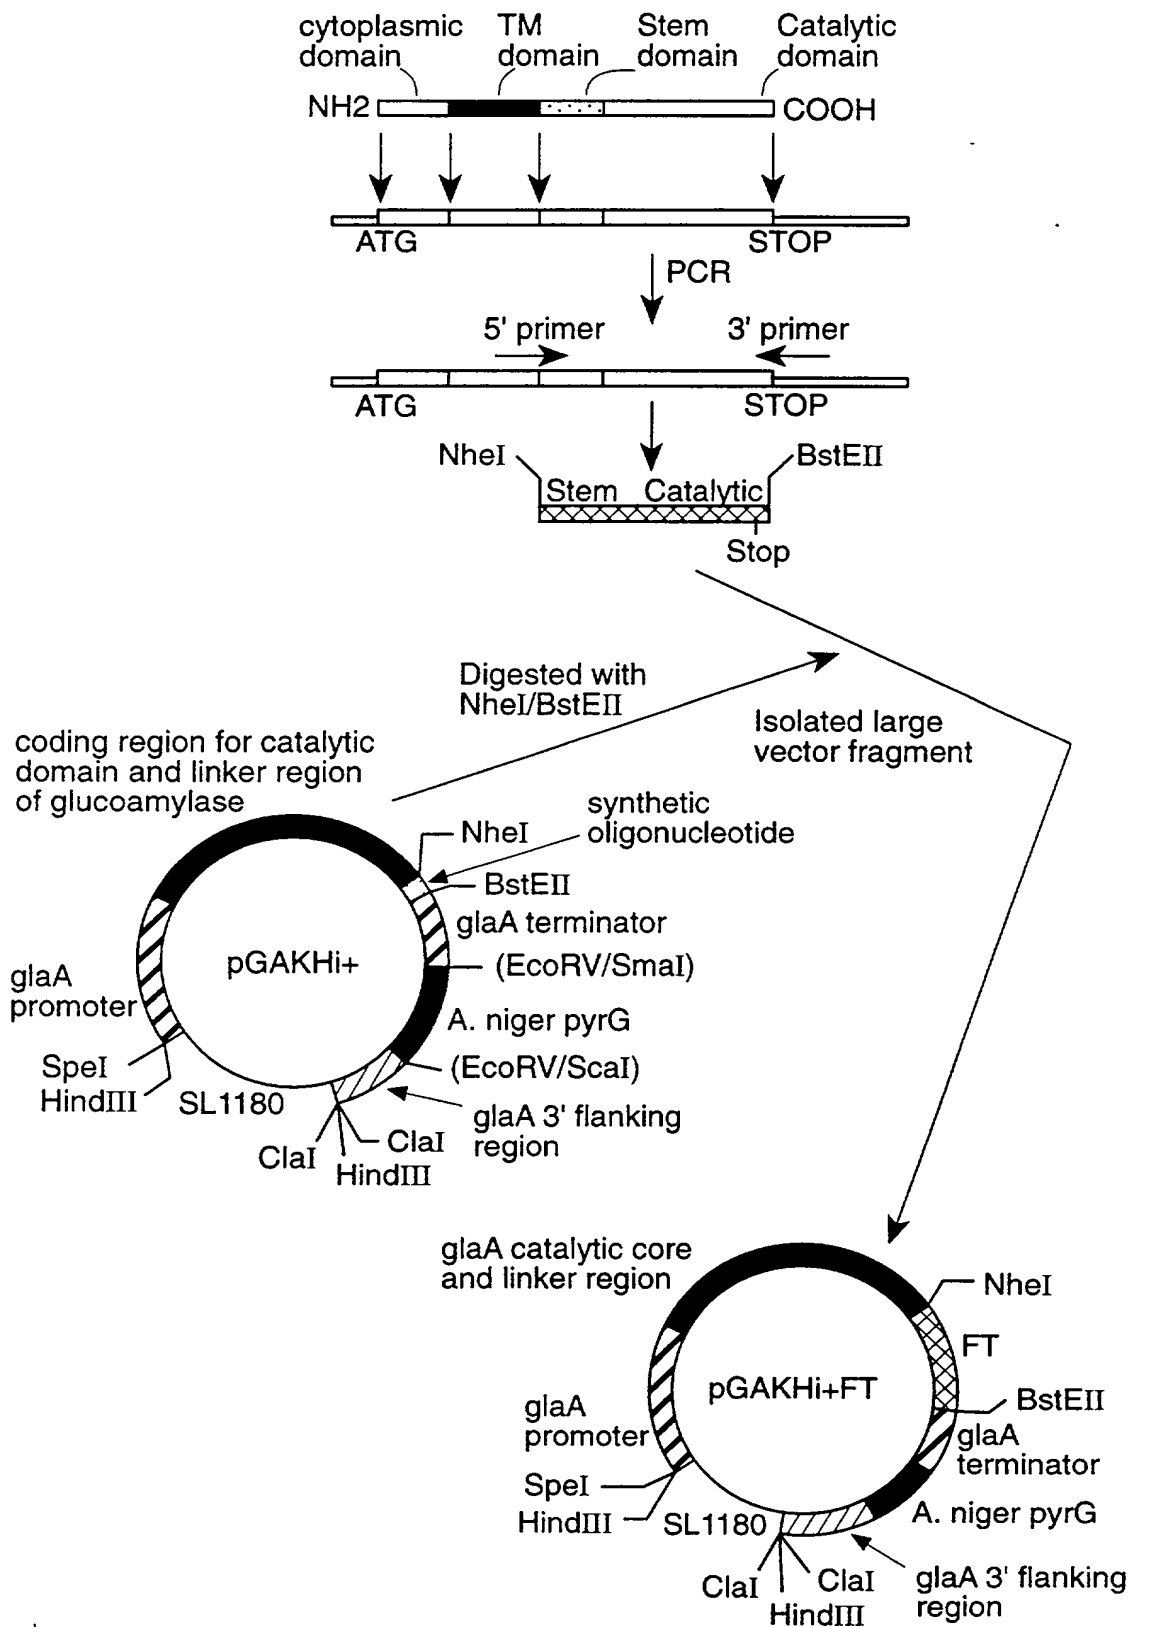 cytoplasmic domain
TM domain
Stem domain
Catalytic domain
NH2
COOH
ATG
STOP
PCR
5' primer
3' primer
ATG
STOP
NheI
BstEII
Stem
Catalytic
Stop
Digested with
NheI/BstEII
Isolated large
vector fragment
coding region for catalytic
domain and linker region
of glucoamylase
synthetic
oligonucleotide
NheI
BstEII
glaA terminator
(EcoRV/SmaI)
pGAKHi+
glaA
promoter
A. niger pyrG
SpeI
(EcoRV/ScaI)
HindIII
SL1180
glaA 3' flanking
region
ClaI
ClaI
HindIII
glaA catalytic core
and linker region
NheI
FT
pGAKHi+FT
BstEII
glaA
promoter
glaA
terminator
SpeI
HindIII
SL1180
A. niger pyrG
ClaI
ClaI
HindIII
glaA 3' flanking
region